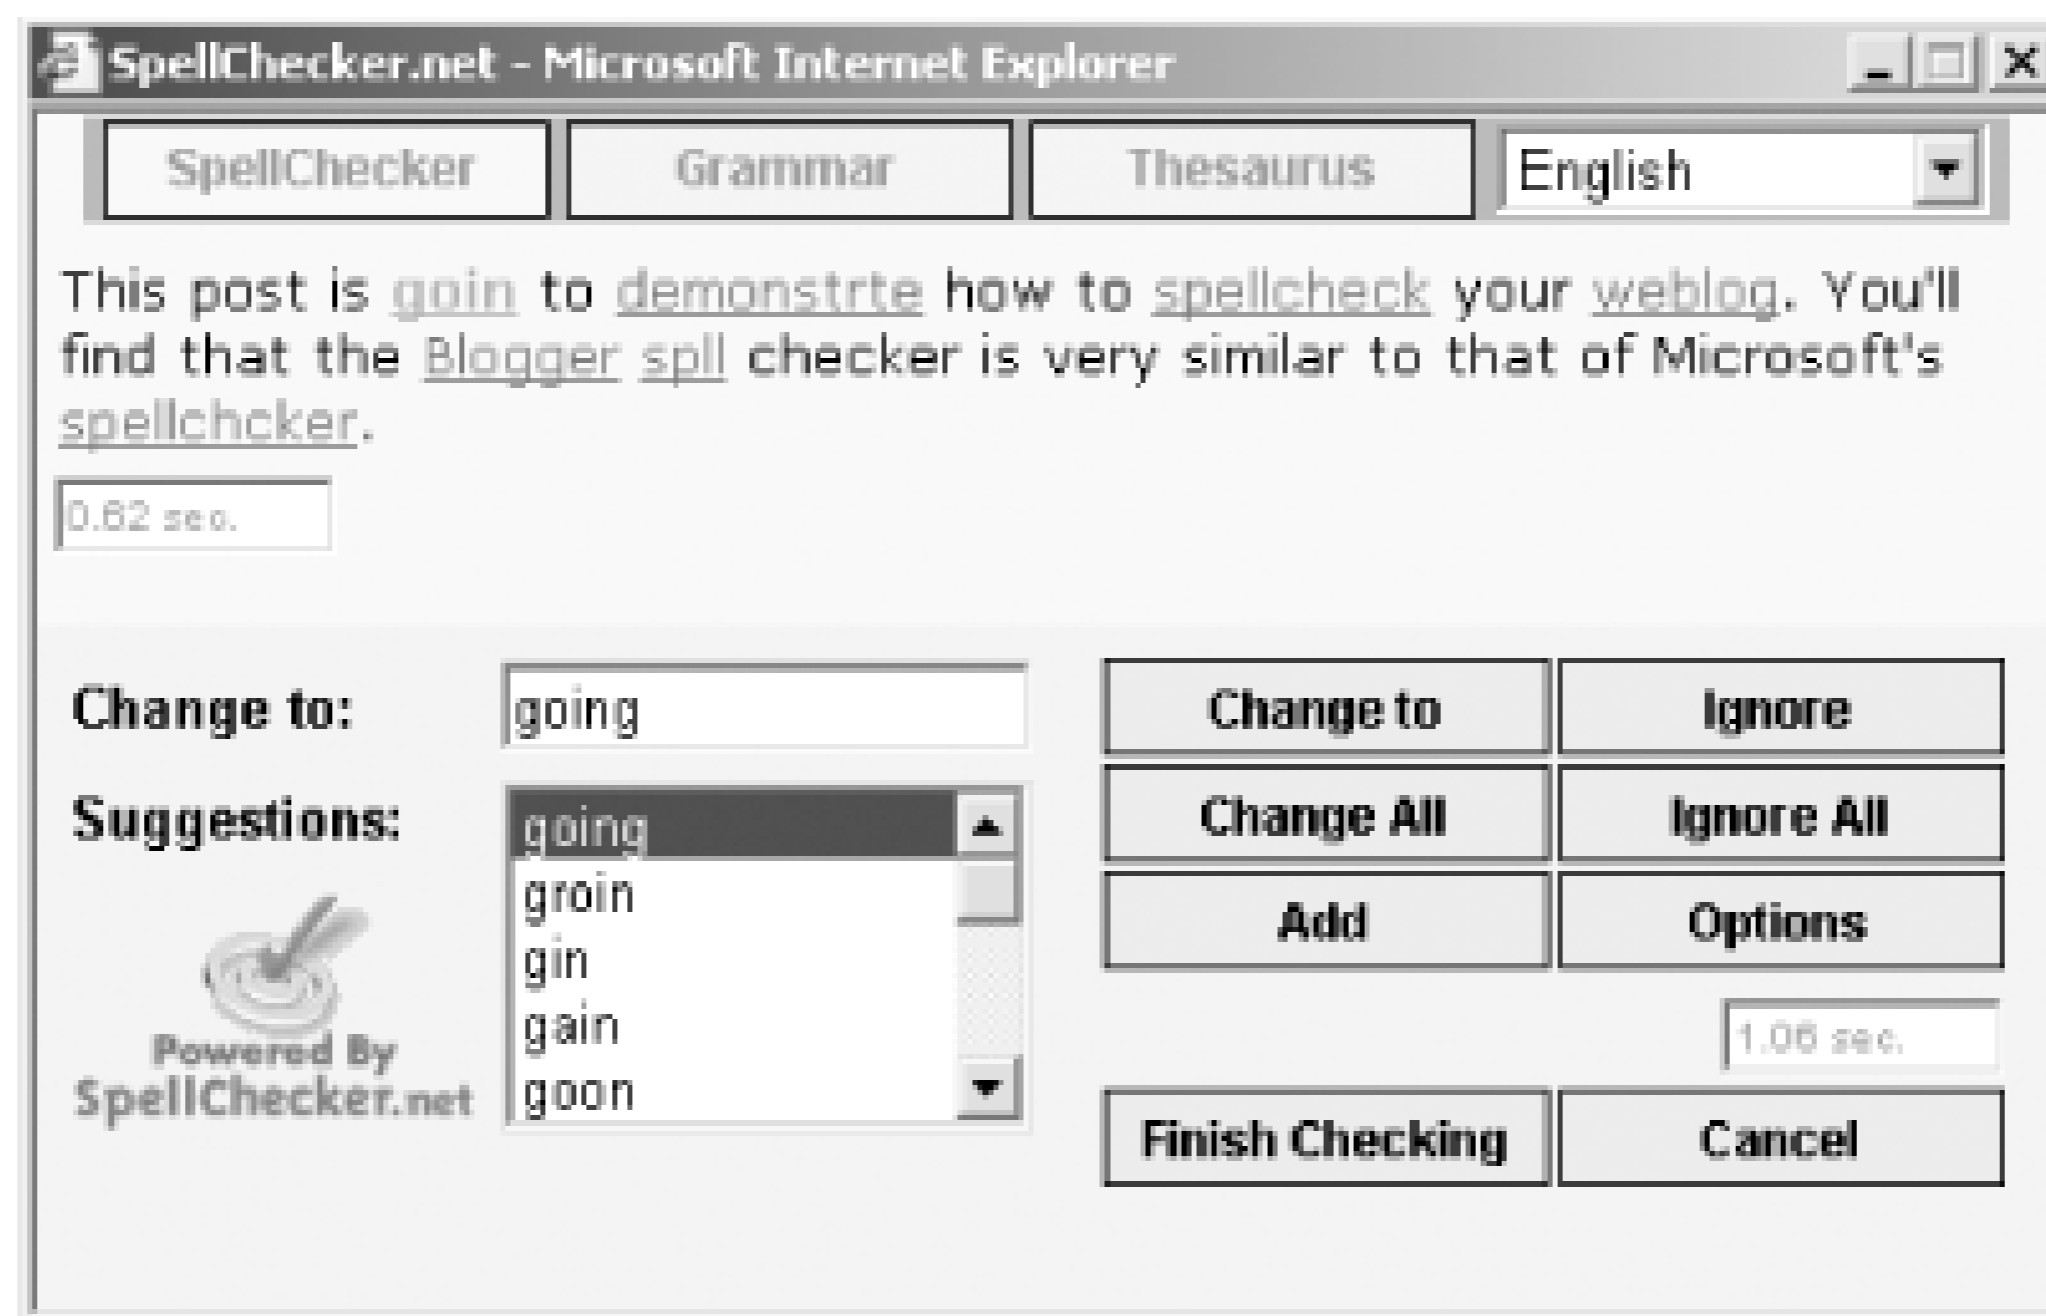 SpellChecker.net - Microsoft Internet Explorer
SpellChecker Grammar Thesaurus English
This post is goin to demonstrte how to spellcheck your weblog. You'll
find that the Blogger spll checker is very similar to that of Microsoft's
spellchcker.
0.62 sec.
Change to: going Change to Ignore
Suggestions: going Change All Ignore All
groin
gin Add Options
gain
goon
1.06 sec.
Powered By
SpellChecker.net
Finish Checking Cancel